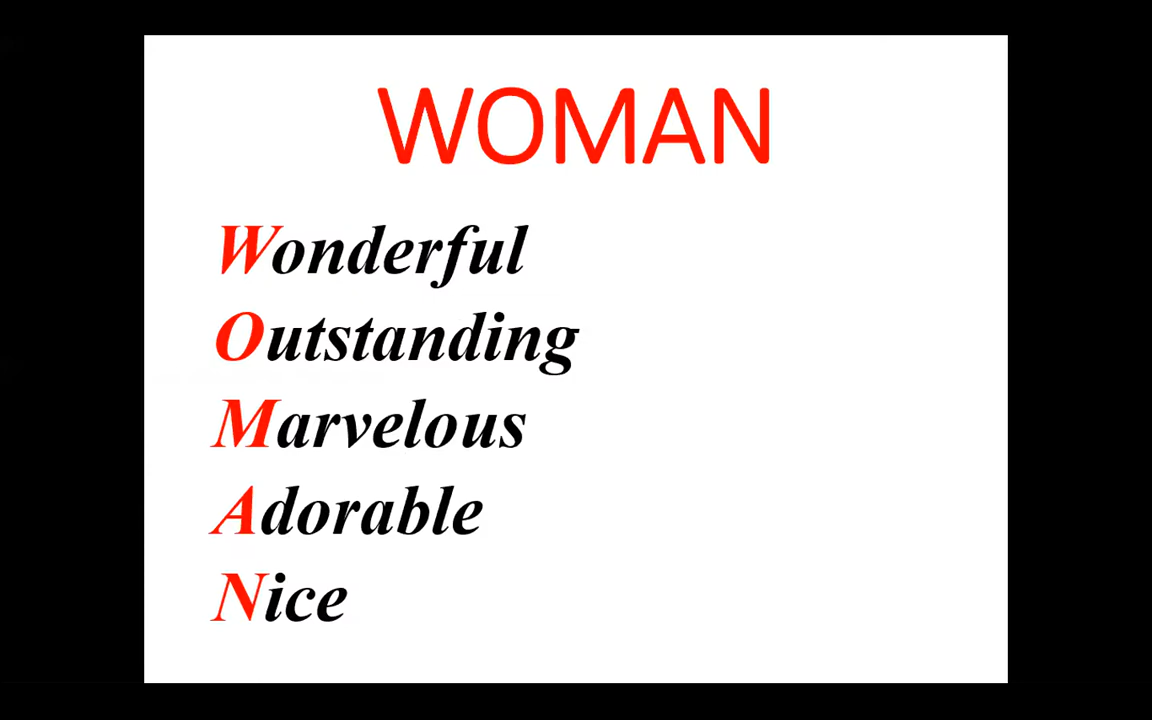 WOMAN
Wonderful
Outstanding
Marvelous
Adorable
Nice